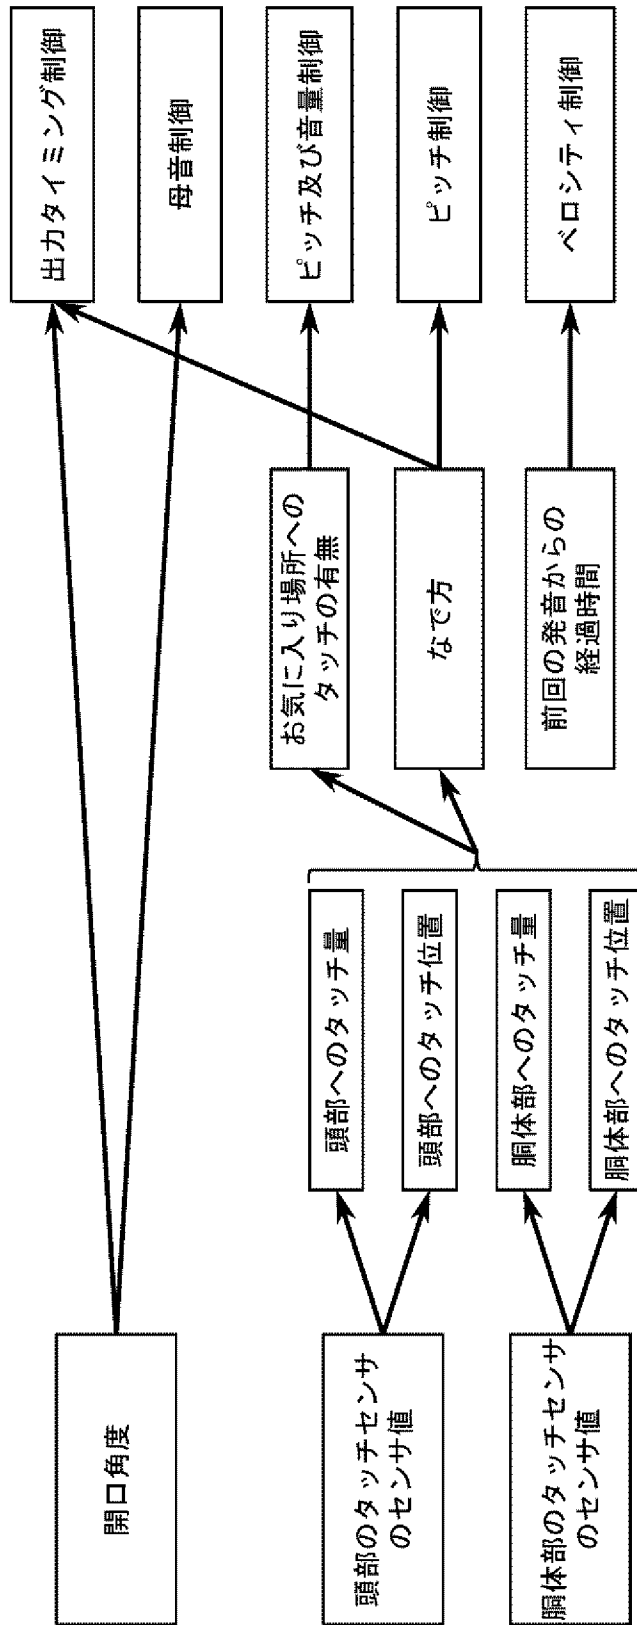 開口角度
頭部のタッチセンサ
のセンサ値
胴体部のタッチセンサ
のセンサ値
頭部へのタッチ量
頭部へのタッチ位置
胴体部へのタッチ量
胴体部へのタッチ位置
お気に入り場所への
タッチの有無
なで方
前回の発音からの
経過時間
出力タイミング制御
母音制御
ピッチ及び音量制御
ピッチ制御
ベロシティ制御